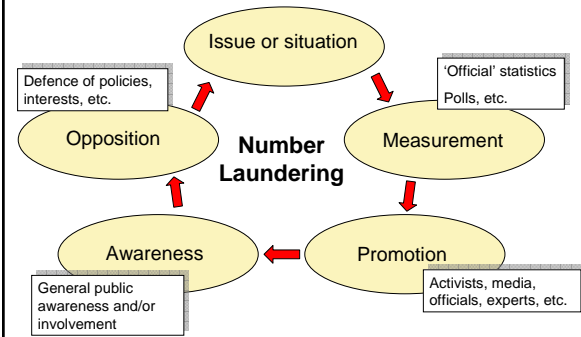 Issue or situation
Defence of policies,
interests, etc.
‘Official’ statistics
Polls, etc.
Opposition
Number
Laundering
Measurement
Awareness
Promotion
General public
awareness and/or
involvement
Activists, media,
officials, experts, etc.